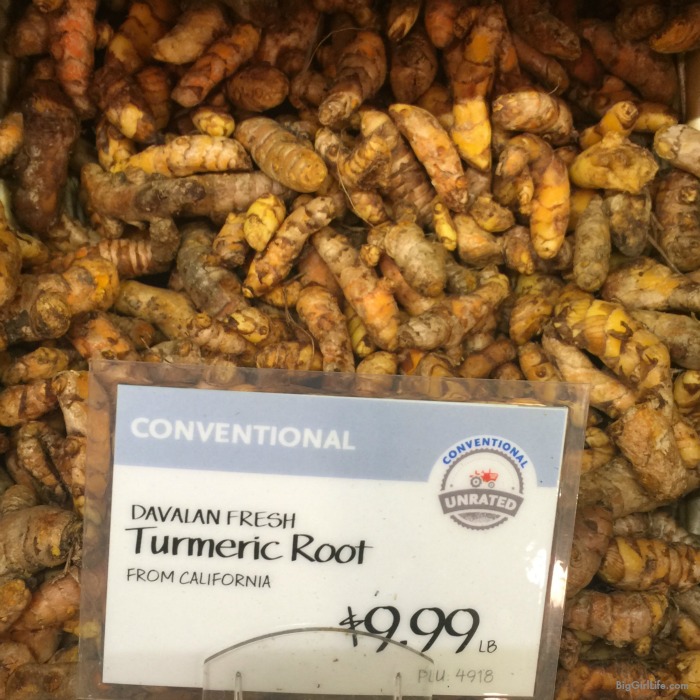 CONVENTIONAL
CONVENTIONAL
UNRATED
DAVALAN FRESH
Turmeric Root
FROM CALIFORNIA
$9.99 LB
PLU: 4918
BigGirlLife.com